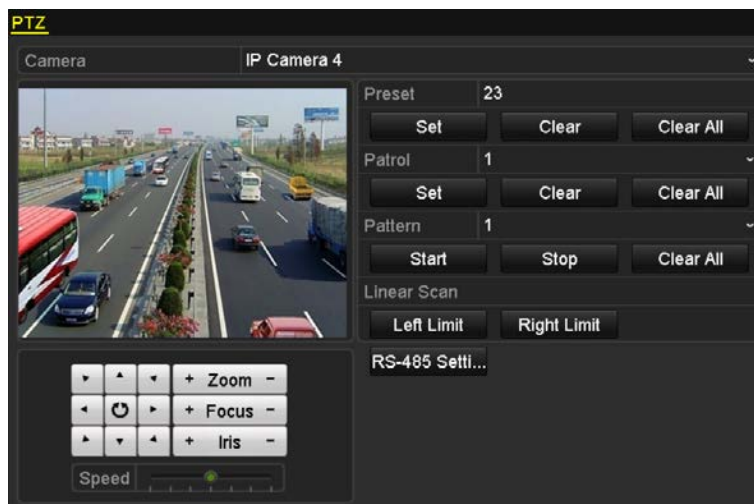 PTZ
Camera IP Camera 4
Preset 23
Set Clear Clear All
Patrol 1
Set Clear Clear All
Pattern 1
Start Stop Clear All
Linear Scan
Left Limit Right Limit
RS-485 Setti...
+ Zoom -
+ Focus -
+ Iris -
Speed